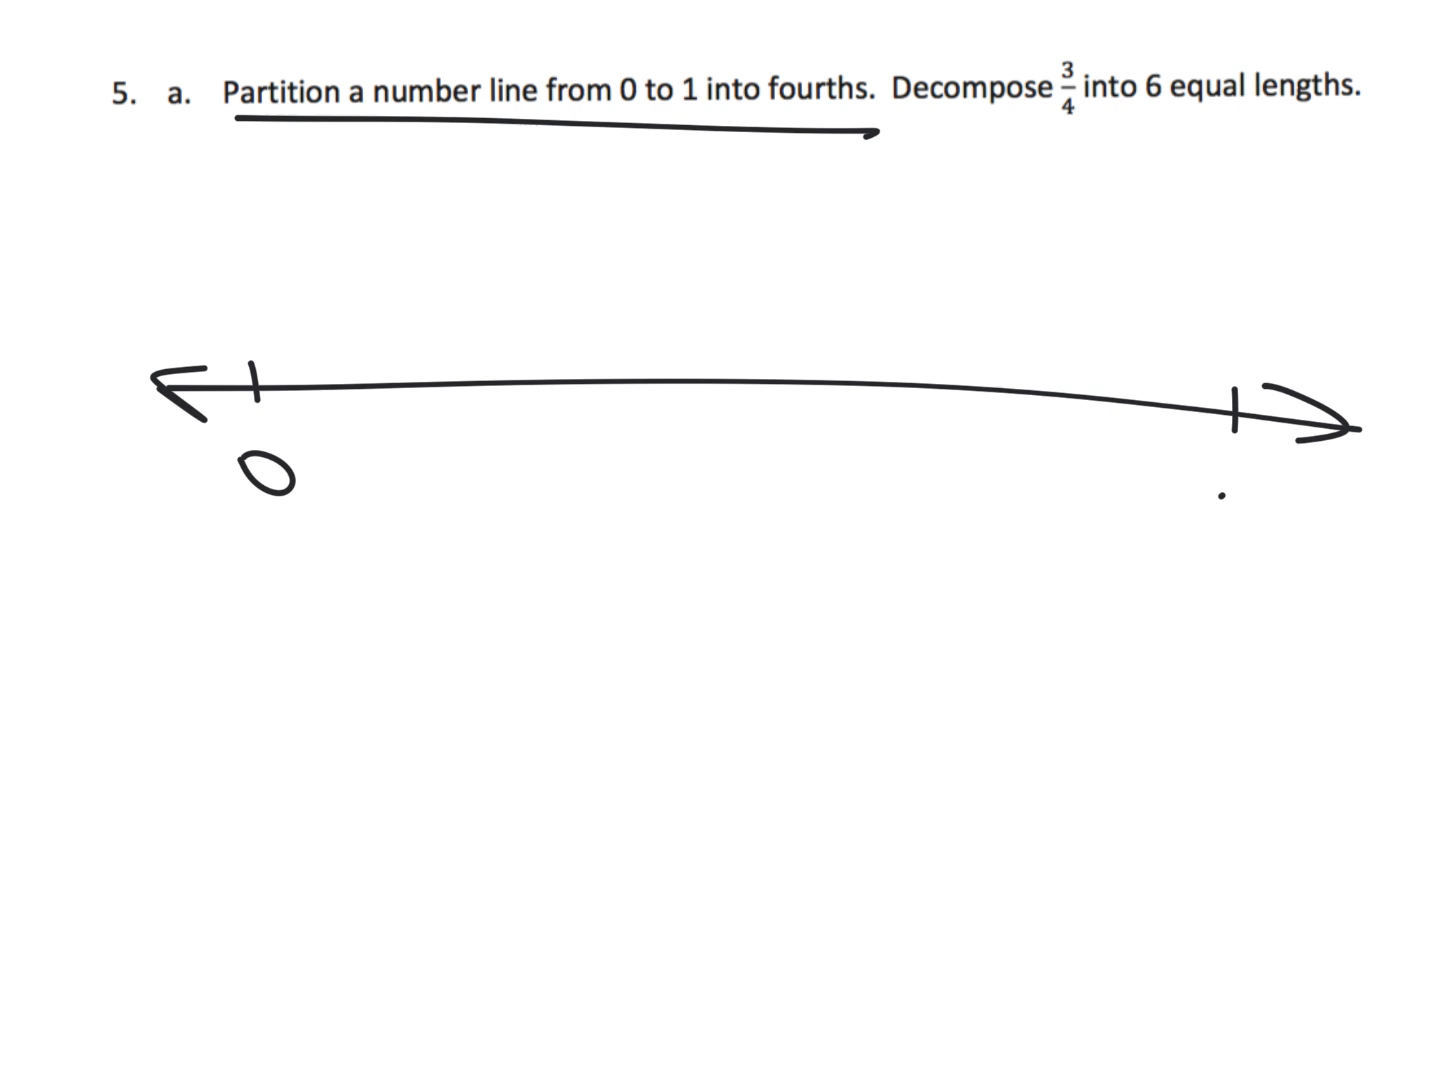 5. a. Partition a number line from 0 to 1 into fourths. Decompose 3/4 into 6 equal lengths.
0